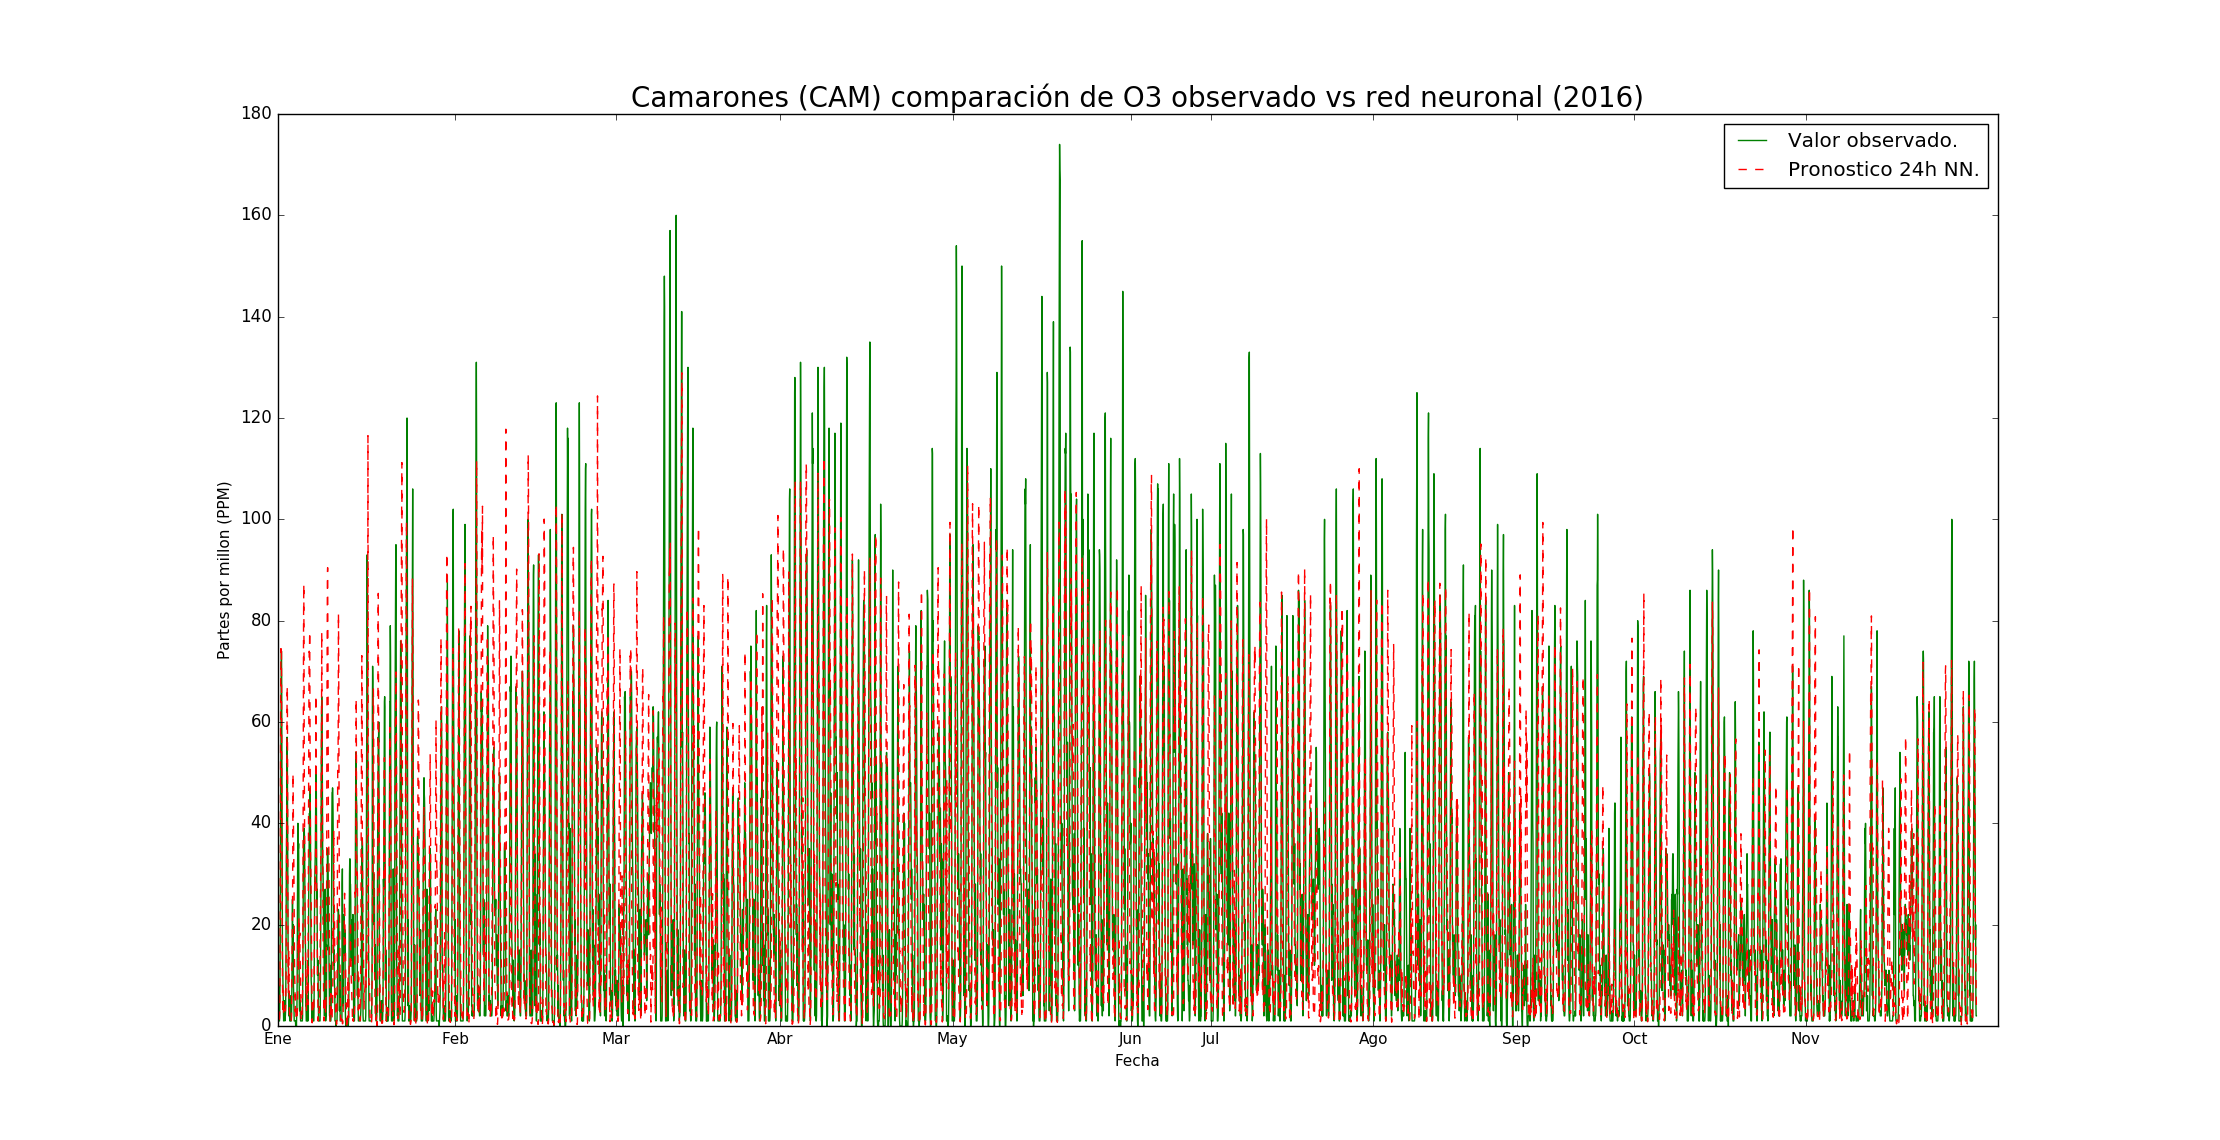 Camarones (CAM) comparación de O3 observado vs red neuronal (2016)
Valor observado.
Pronostico 24h NN.
Partes por millon (PPM)
180
160
140
120
100
80
60
40
20
0
Ene Feb Mar Abr May Jun Jul Ago Sep Oct Nov
Fecha